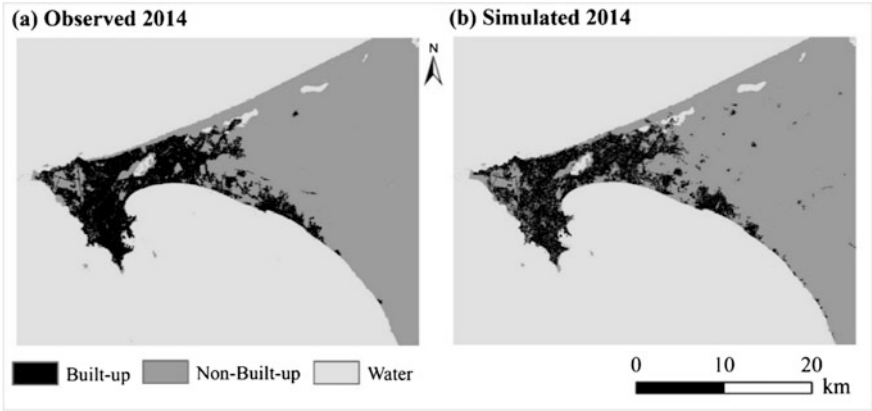 (a) Observed 2014
(b) Simulated 2014
N
Built-up
Non-Built-up
Water
0 10 20
km